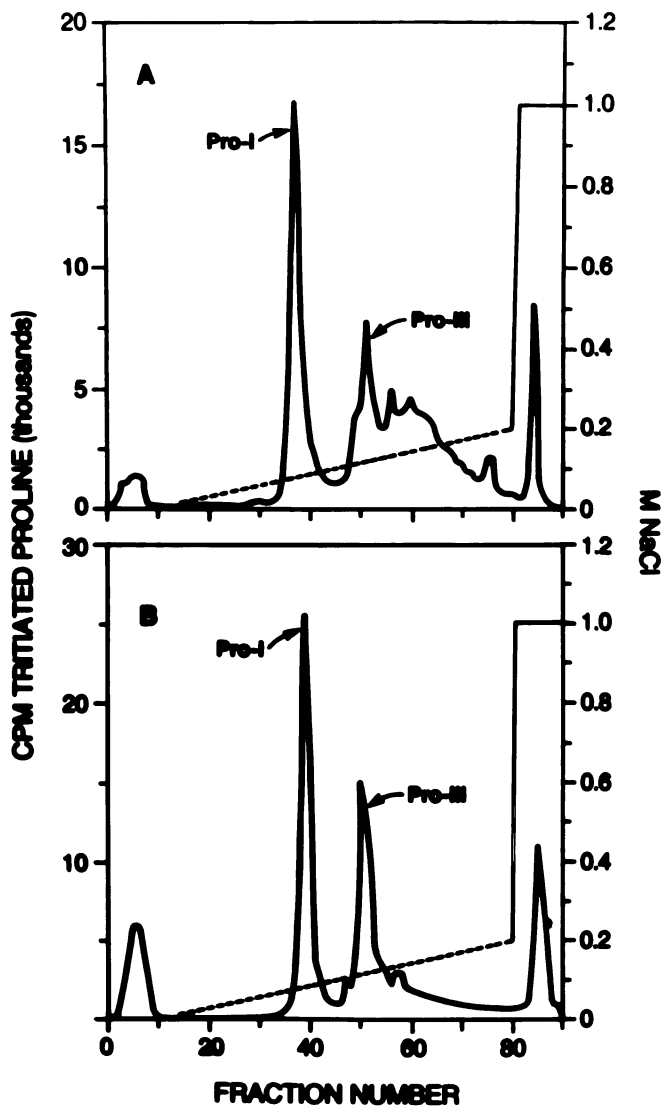 20
15
10
5
0
A
Pro-I
Pro-III
1.2
1.0
0.8
0.6
0.4
0.2
0
CPM TRITIATED PROLINE (thousands)
M NaCl
30
20
10
B
Pro-I
Pro-III
1.2
1.0
0.8
0.6
0.4
0.2
0
0 20 40 60 80
FRACTION NUMBER